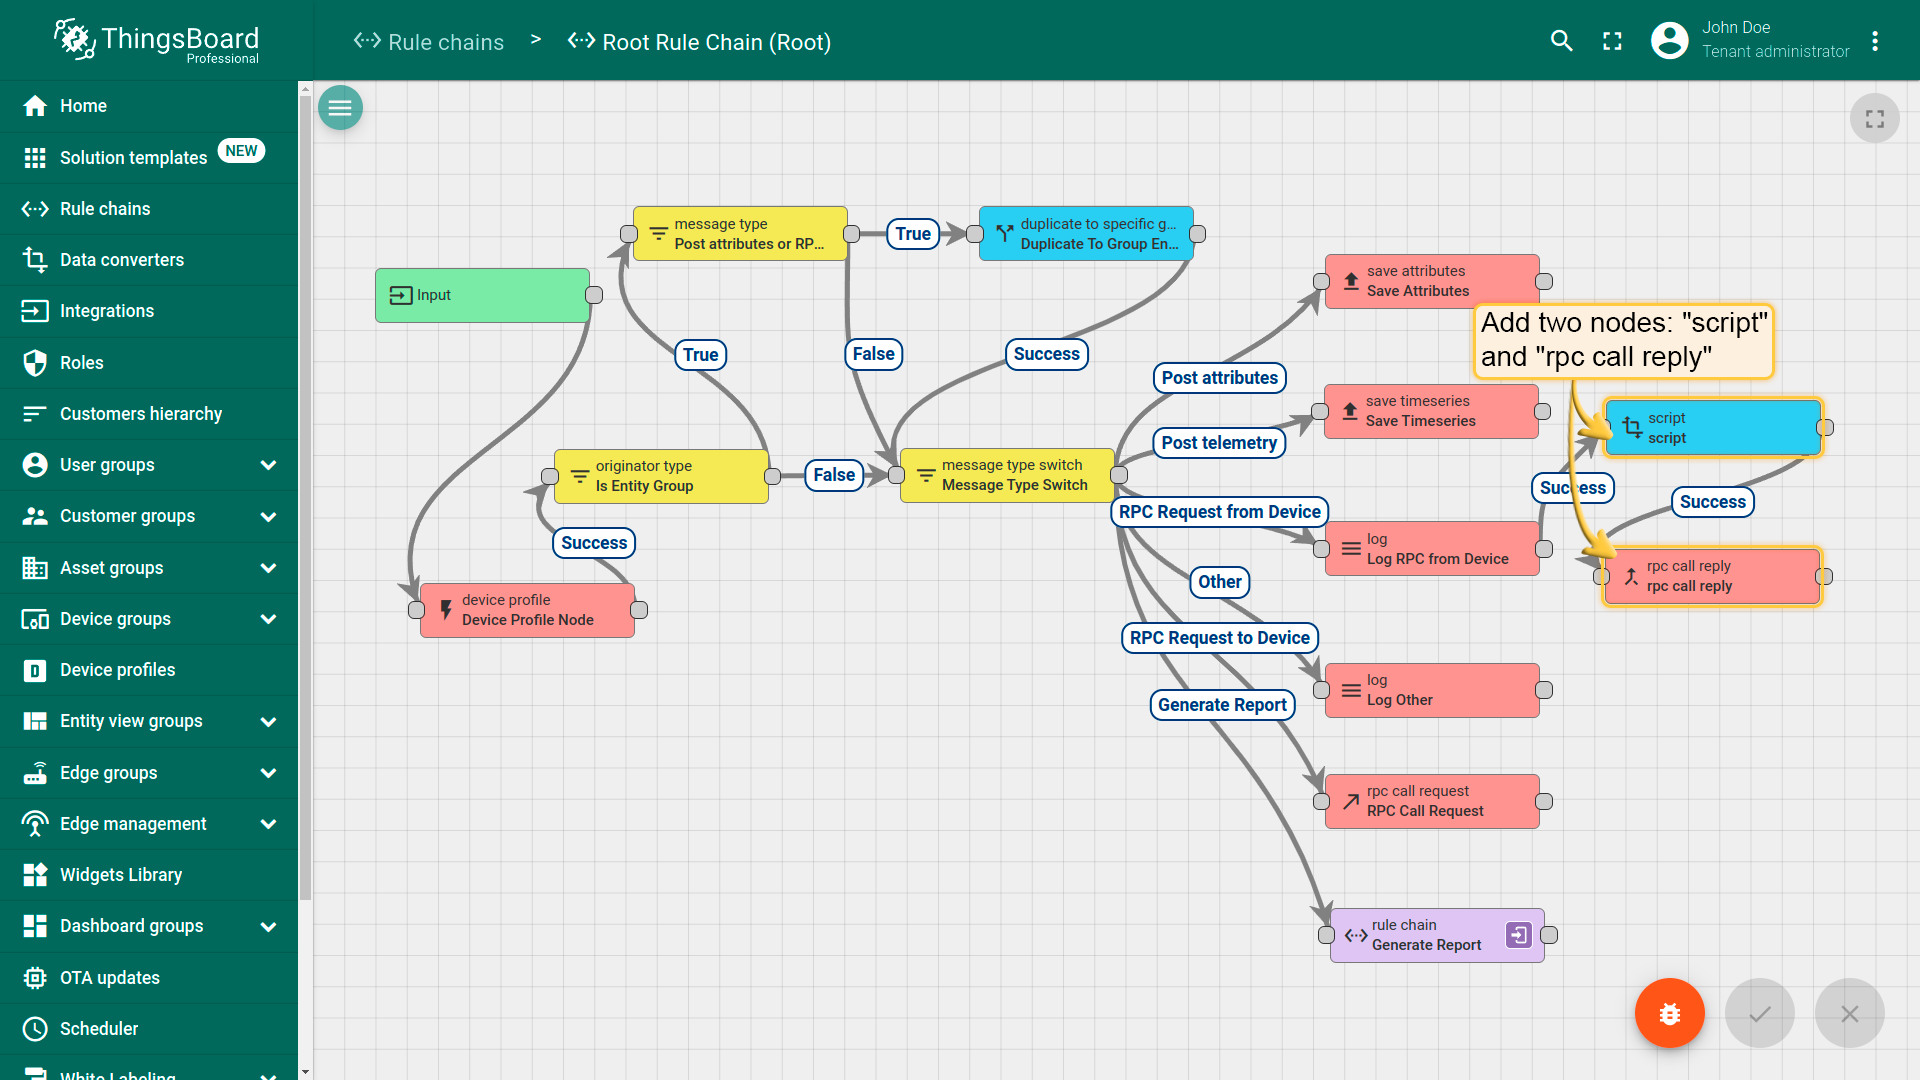 ThingsBoard
Professional
Rule chains > Root Rule Chain (Root)
John Doe
Tenant administrator
Home
Solution templates NEW
Rule chains
Data converters
Integrations
Roles
Customers hierarchy
User groups
Customer groups
Asset groups
Device groups
Device profiles
Entity view groups
Edge groups
Edge management
Widgets Library
Dashboard groups
OTA updates
Scheduler
White Labeling
Input
message type
Post attributes or RP...
True
duplicate to specific g...
Duplicate To Group En...
True
False
Success
originator type
Is Entity Group
False
message type switch
Message Type Switch
Success
device profile
Device Profile Node
Post attributes
Post telemetry
RPC Request from Device
Other
RPC Request to Device
Generate Report
save attributes
Save Attributes
Add two nodes: "script"
and "rpc call reply"
save timeseries
Save Timeseries
script
script
Success
Success
log
Log RPC from Device
rpc call reply
rpc call reply
log
Log Other
rpc call request
RPC Call Request
rule chain
Generate Report